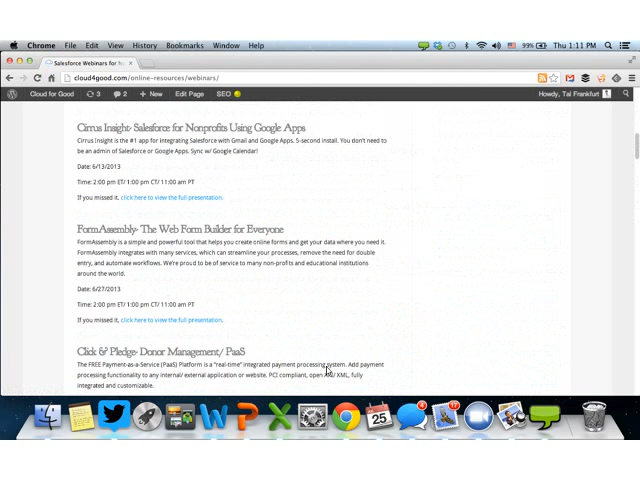 Chrome File Edit View History Bookmarks Window Help 99% Thu 1:11 PM
Salesforce Webinars for N
cloud4good.com/online-resources/webinars/
Cloud for Good 3 2 + New Edit Page SEO Howdy, Tal Frankfurt
Cirrus Insight- Salesforce for Nonprofits Using Google Apps
Cirrus Insight is the #1 app for integrating Salesforce with Gmail and Google Apps. 5-second install. You don't need to
be an admin of Salesforce or Google Apps. Sync w/ Google Calendar!
Date: 6/13/2013
Time: 2:00 pm ET/ 1:00 pm CT/ 11:00 am PT
If you missed it, click here to view the full presentation.
FormAssembly- The Web Form Builder for Everyone
FormAssembly is a simple and powerful tool that helps you create online forms and get your data where you need it.
FormAssembly integrates with many services, which can streamline your processes, remove the need for double
entry, and automate workflows. We're proud to be of service to many non-profits and educational institutions
around the world.
Date: 6/27/2013
Time: 2:00 pm ET/ 1:00 pm CT/ 11:00 am PT
If you missed it, click here to view the full presentation.
Click & Pledge- Donor Management/ PaaS
The FREE Payment-as-a-Service (PaaS) Platform is a "real-time" integrated payment processing system. Add payment
processing functionality to any internal/ external application or website. PCI compliant, open API/XML, fully
integrated and customizable.
25